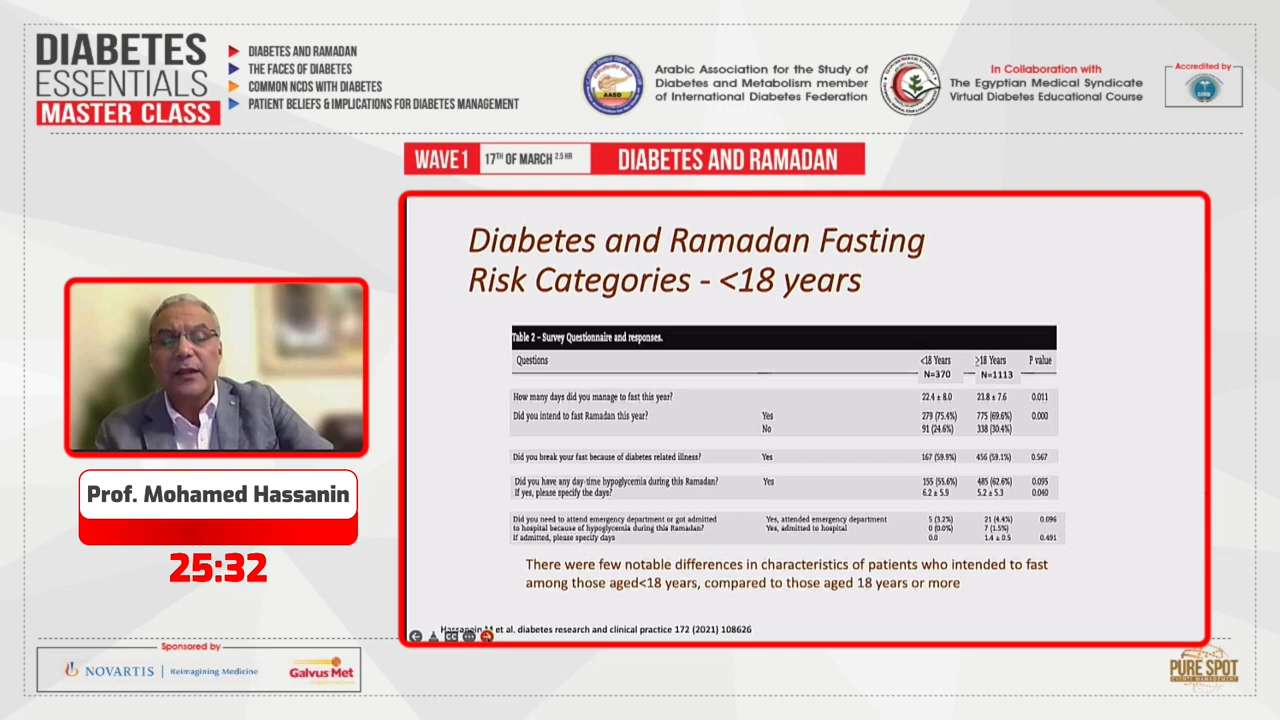 DIABETES
ESSENTIALS
MASTER CLASS
DIABETES AND RAMADAN
THE FACES OF DIABETES
COMMON NCDS WITH DIABETES
PATIENT BELIEFS & IMPLICATIONS FOR DIABETES MANAGEMENT
AASD
Arabic Association for the Study of
Diabetes and Metabolism member
of International Diabetes Federation
In Collaboration with
The Egyptian Medical Syndicate
Virtual Diabetes Educational Course
Accredited by
WAVE1
17TH OF MARCH 2.5 HR
DIABETES AND RAMADAN
Diabetes and Ramadan Fasting
Risk Categories - <18 years
Table 2 – Survey Questionnaire and responses.
Questions <18 Years ≥18 Years P value
N=370 N=1113
How many days did you manage to fast this year? 22.4 ± 8.0 23.8 ± 7.6 0.011
Did you intend to fast Ramadan this year? Yes 279 (75.4%) 775 (69.6%) 0.000
No 91 (24.6%) 338 (30.4%)
Did you break your fast because of diabetes related illness? Yes 167 (59.9%) 456 (59.1%) 0.567
Did you have any day-time hypoglycemia during this Ramadan? Yes 155 (55.6%) 485 (62.6%) 0.095
If yes, please specify the days? 6.2 ± 5.9 5.2 ± 5.3 0.040
Did you need to attend emergency department or got admitted Yes, attended emergency department 5 (3.2%) 21 (4.4%) 0.096
to hospital because of hypoglycemia during this Ramadan? Yes, admitted to hospital 0 (0.0%) 7 (1.5%)
If admitted, please specify days 0.0 1.4 ± 0.5 0.491
There were few notable differences in characteristics of patients who intended to fast
among those aged<18 years, compared to those aged 18 years or more
et al. diabetes research and clinical practice 172 (2021) 108626
Prof. Mohamed Hassanin
25:32
Sponsored by
NOVARTIS | Reimagining Medicine
Galvus Met
PURE SPOT
EVENTS MANAGEMENT